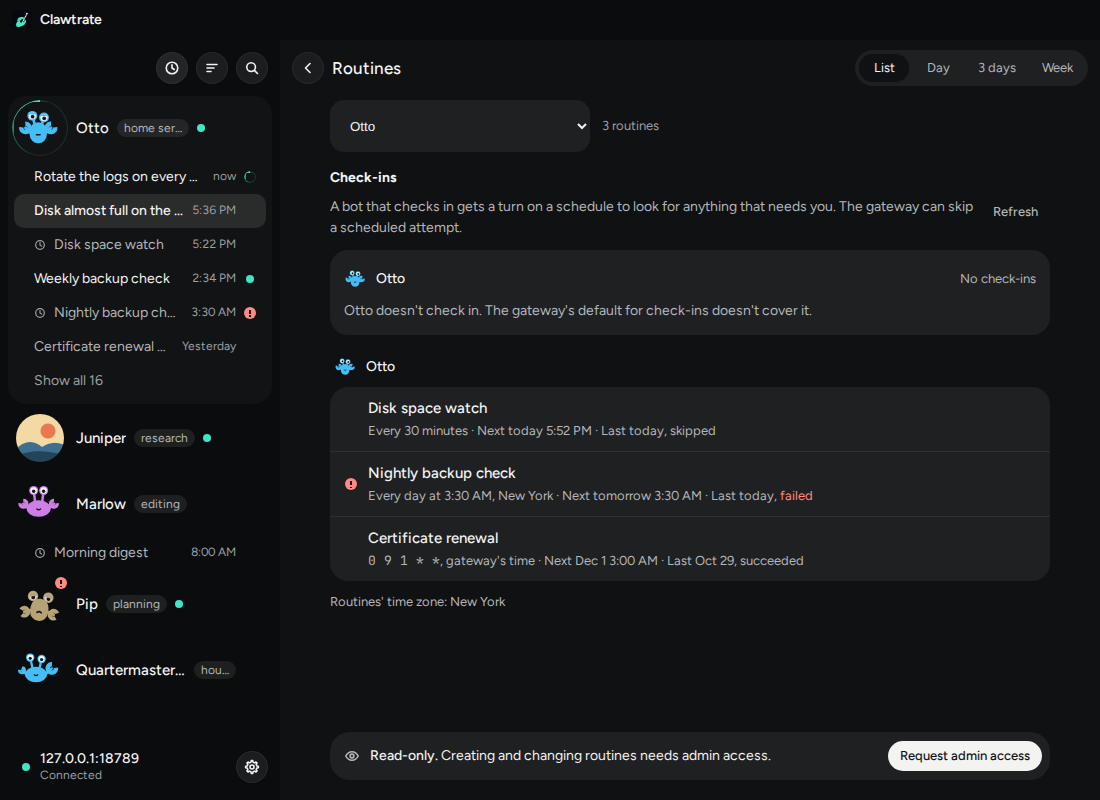 Clawtrate
Otto
home ser…
Rotate the logs on every …
now
Disk almost full on the …
5:36 PM
Disk space watch
5:22 PM
Weekly backup check
2:34 PM
Nightly backup ch…
3:30 AM
Certificate renewal …
Yesterday
Show all 16
Juniper
research
Marlow
editing
Morning digest
8:00 AM
Pip
planning
Quartermaster…
hou…
127.0.0.1:18789
Connected
Routines
List
Day
3 days
Week
Otto
3 routines
Check-ins
A bot that checks in gets a turn on a schedule to look for anything that needs you. The gateway can skip
a scheduled attempt.
Refresh
Otto
No check-ins
Otto doesn't check in. The gateway's default for check-ins doesn't cover it.
Otto
Disk space watch
Every 30 minutes · Next today 5:52 PM · Last today, skipped
Nightly backup check
Every day at 3:30 AM, New York · Next tomorrow 3:30 AM · Last today, failed
Certificate renewal
0 9 1 * *, gateway's time · Next Dec 1 3:00 AM · Last Oct 29, succeeded
Routines' time zone: New York
Read-only. Creating and changing routines needs admin access.
Request admin access